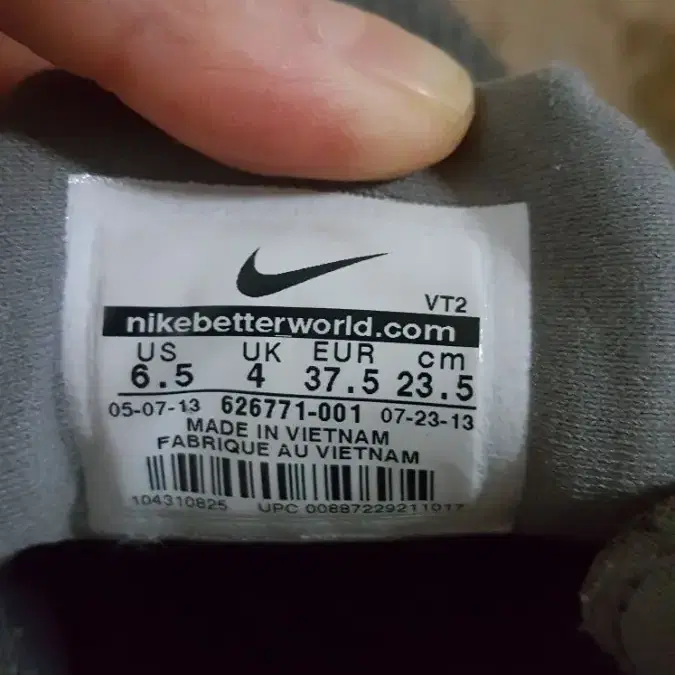 VT2
nikebetterworld.com
US UK EUR cm
6.5 4 37.5 23.5
05-07-13 626771-001 07-23-13
MADE IN VIETNAM
FABRIQUE AU VIETNAM
104310825 UPC 00887229211017